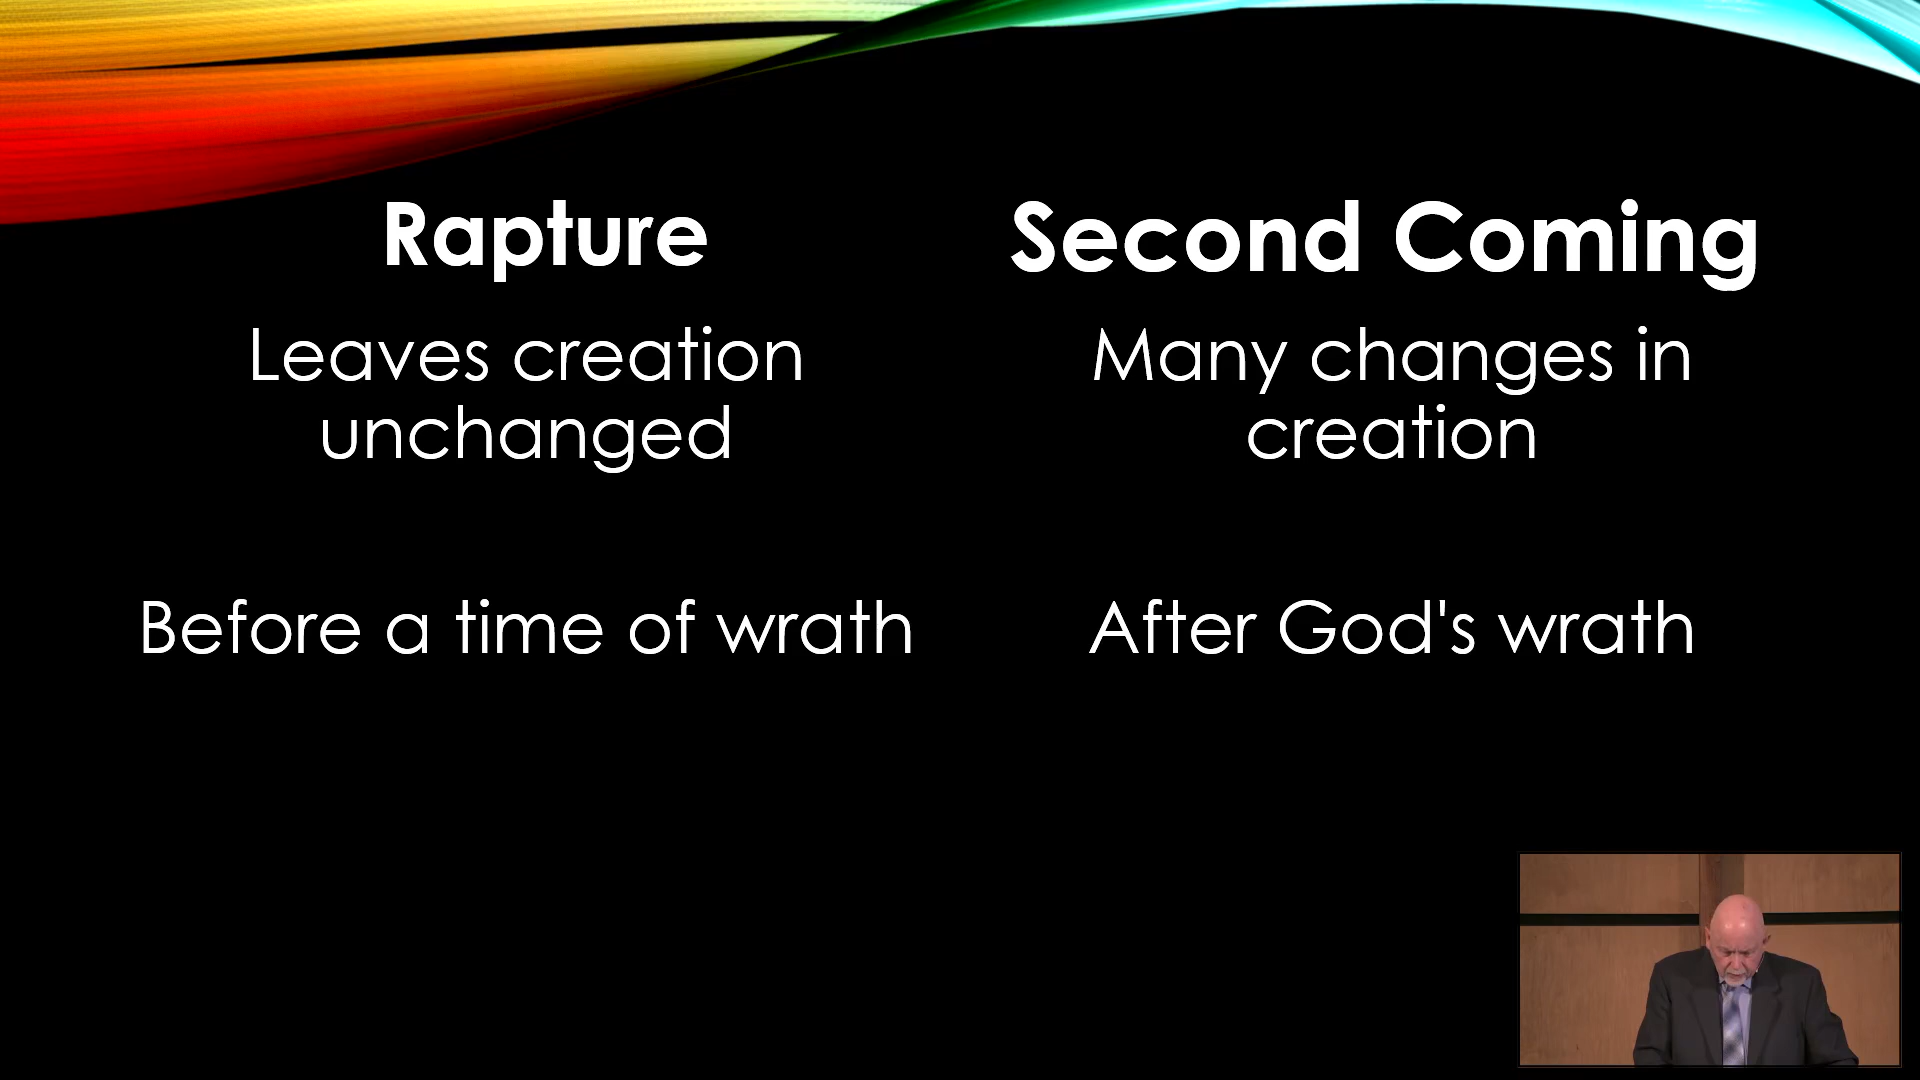 Rapture
Leaves creation
unchanged
Before a time of wrath
Second Coming
Many changes in
creation
After God's wrath